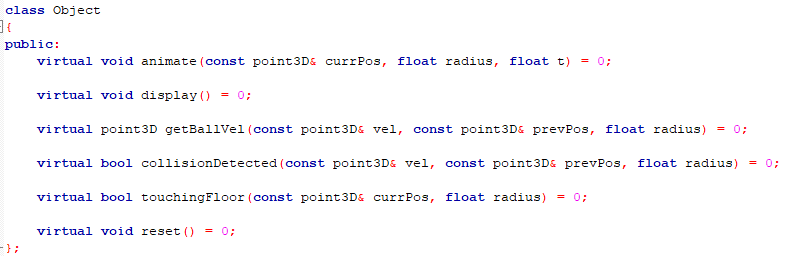 class Object
{
public:
virtual void animate(const point3D& currPos, float radius, float t) = 0;
virtual void display() = 0;
virtual point3D getBallVel(const point3D& vel, const point3D& prevPos, float radius) = 0;
virtual bool collisionDetected(const point3D& vel, const point3D& prevPos, float radius) = 0;
virtual bool touchingFloor(const point3D& currPos, float radius) = 0;
virtual void reset() = 0;
};